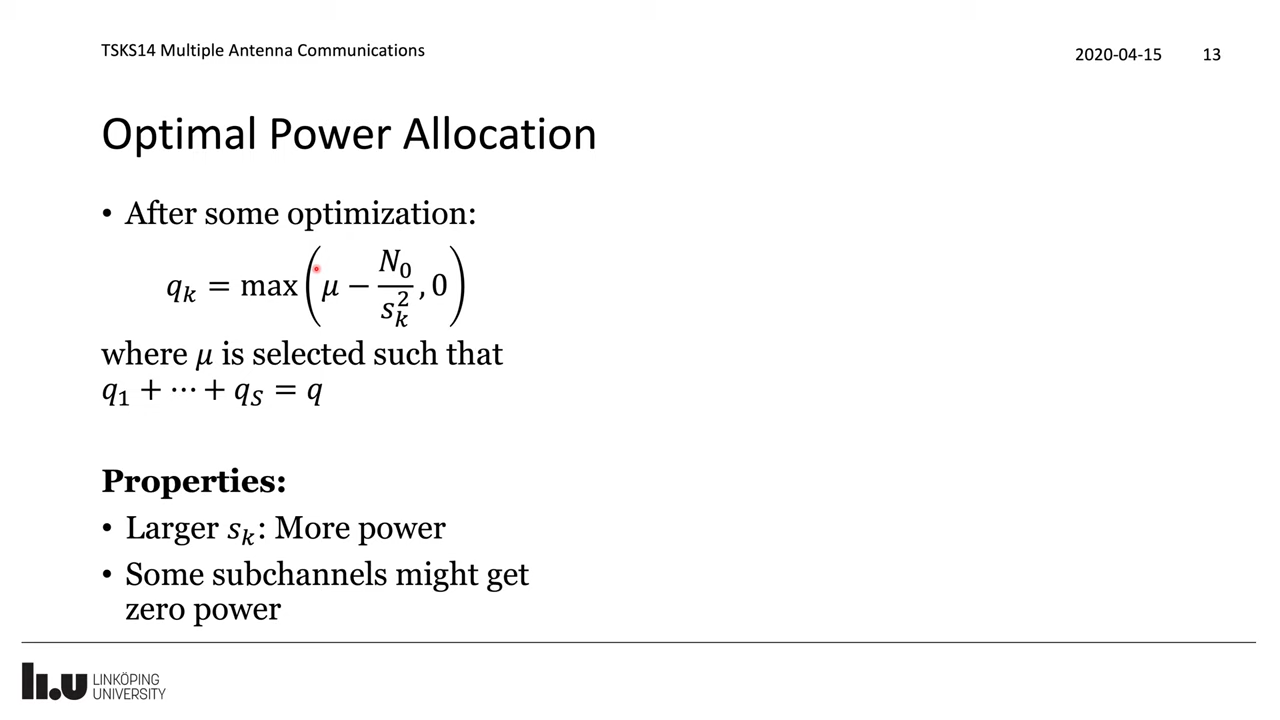 TSKS14 Multiple Antenna Communications
2020-04-15 13
Optimal Power Allocation
• After some optimization:
q_k = max(μ − N_0/s_k^2, 0)
where μ is selected such that
q_1 + ⋯ + q_S = q
Properties:
• Larger s_k: More power
• Some subchannels might get
zero power
li.u LINKÖPING
UNIVERSITY